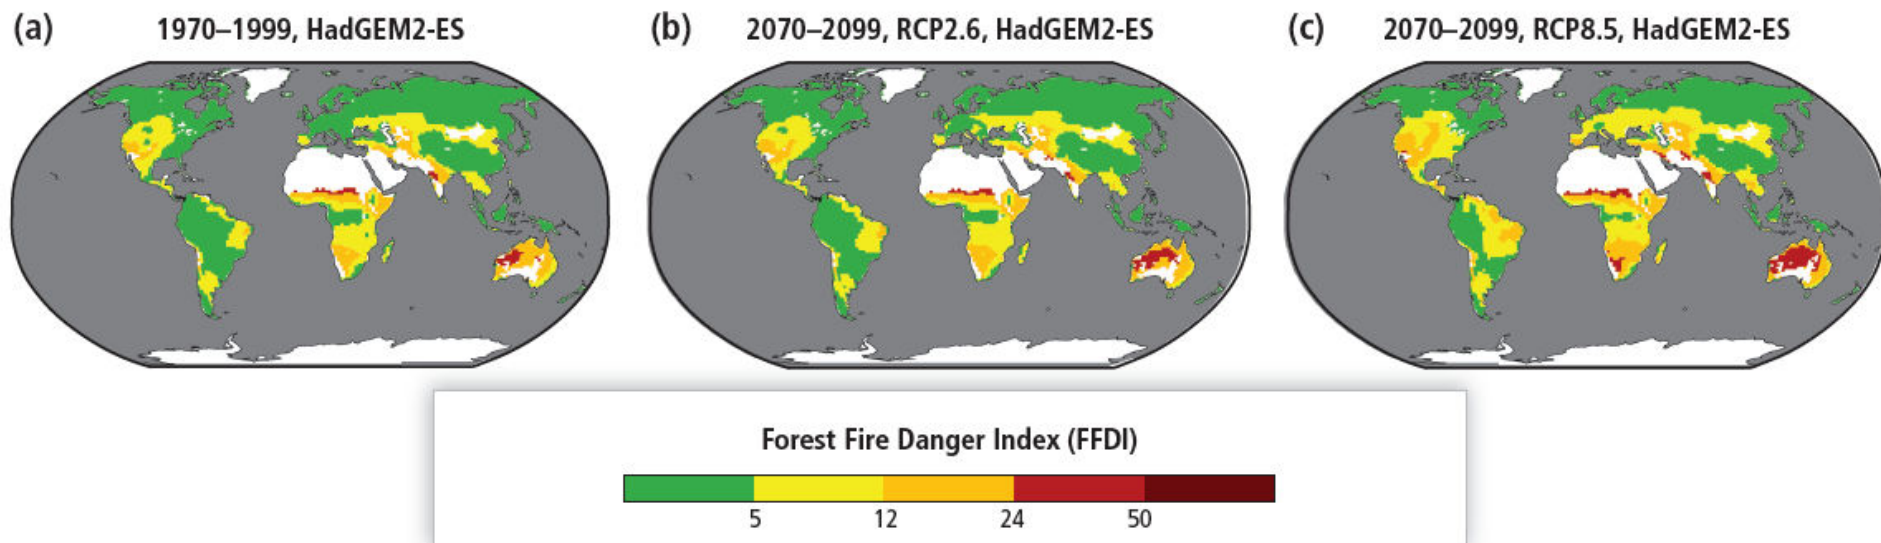 (a) 1970–1999, HadGEM2-ES
(b) 2070–2099, RCP2.6, HadGEM2-ES
(c) 2070–2099, RCP8.5, HadGEM2-ES
Forest Fire Danger Index (FFDI)
5 12 24 50